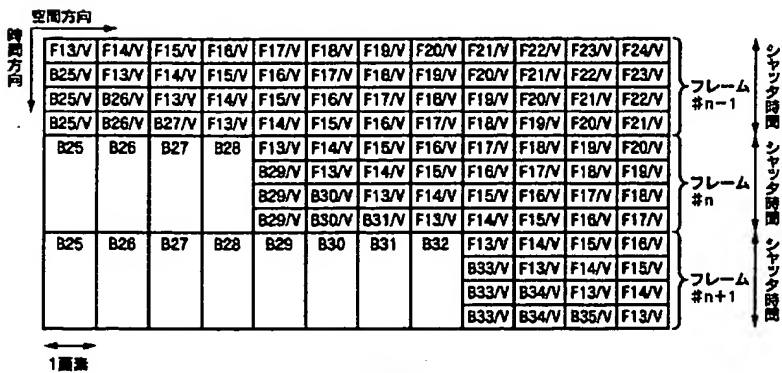 空間方向
時間方向
F13/V F14/V F15/V F16/V F17/V F18/V F19/V F20/V F21/V F22/V F23/V F24/V
B25/V F13/V F14/V F15/V F16/V F17/V F18/V F19/V F20/V F21/V F22/V F23/V
B25/V B26/V F13/V F14/V F15/V F16/V F17/V F18/V F19/V F20/V F21/V F22/V
B25/V B26/V B27/V F13/V F14/V F15/V F16/V F17/V F18/V F19/V F20/V F21/V
フレーム
#n-1
シャッタ時間
B25 B26 B27 B28 F13/V F14/V F15/V F16/V F17/V F18/V F19/V F20/V
B29/V F13/V F14/V F15/V F16/V F17/V F18/V F19/V
B29/V B30/V F13/V F14/V F15/V F16/V F17/V F18/V
B29/V B30/V B31/V F13/V F14/V F15/V F16/V F17/V
フレーム
#n
シャッタ時間
B25 B26 B27 B28 B29 B30 B31 B32 F13/V F14/V F15/V F16/V
B33/V F13/V F14/V F15/V
B33/V B34/V F13/V F14/V
B33/V B34/V B35/V F13/V
フレーム
#n+1
シャッタ時間
1画素